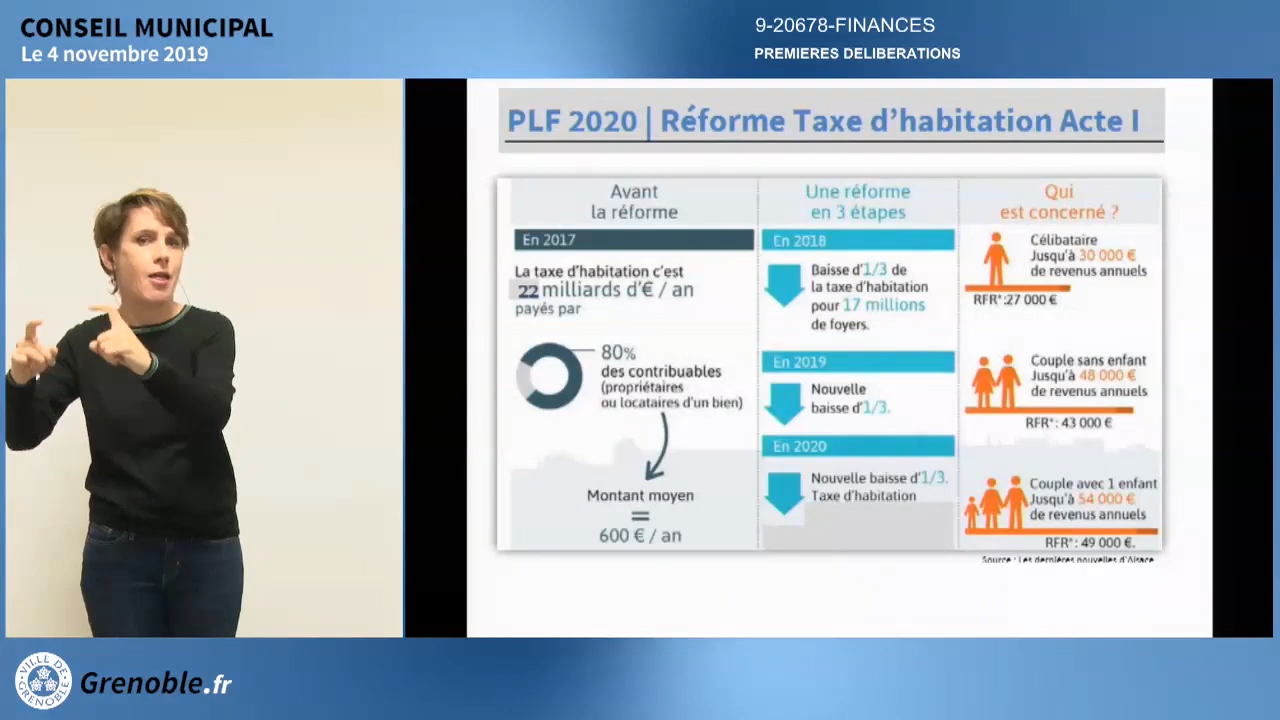 CONSEIL MUNICIPAL
Le 4 novembre 2019
9-20678-FINANCES
PREMIERES DELIBERATIONS
PLF 2020 | Réforme Taxe d'habitation Acte I
Avant
la réforme
En 2017
La taxe d'habitation c'est
22 milliards d'€ / an
payés par
80%
des contribuables
(propriétaires
ou locataires d'un bien)
Montant moyen
=
600 € / an
Une réforme
en 3 étapes
En 2018
Baisse d'1/3 de
la taxe d'habitation
pour 17 millions
de foyers.
En 2019
Nouvelle
baisse d'1/3.
En 2020
Nouvelle baisse d'1/3.
Taxe d'habitation
Qui
est concerné ?
Célibataire
Jusqu'à 30 000 €
de revenus annuels
RFR*:27 000 €
Couple sans enfant
Jusqu'à 48 000 €
de revenus annuels
RFR*: 43 000 €
Couple avec 1 enfant
Jusqu'à 54 000 €
de revenus annuels
RFR*: 49 000 €.
Source : Les dernières nouvelles d'Alsace
VILLE DE GRENOBLE
Grenoble.fr